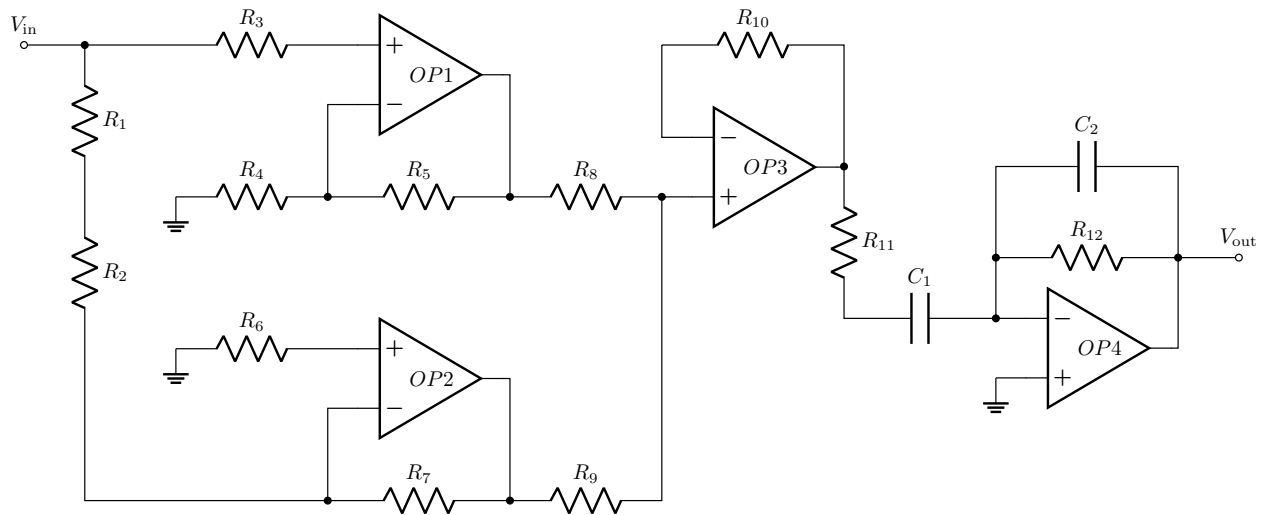 V_in
R_3
OP1
R_10
R_1
R_4
R_5
R_8
OP3
C_2
R_11
R_12
V_out
R_2
C_1
R_6
OP2
OP4
R_7
R_9